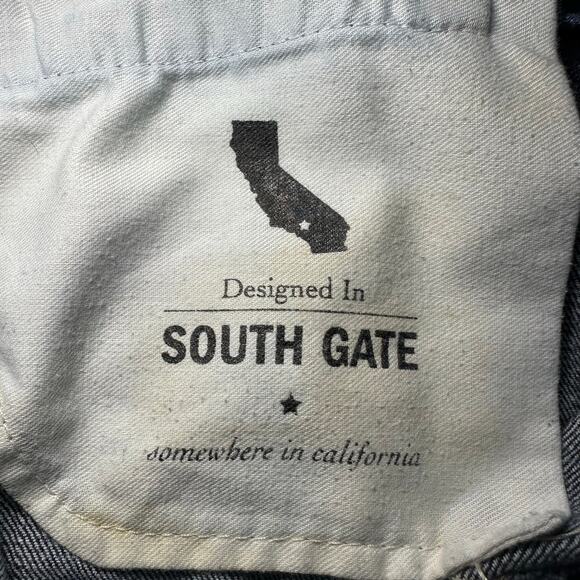 Designed In
SOUTH GATE
somewhere in california